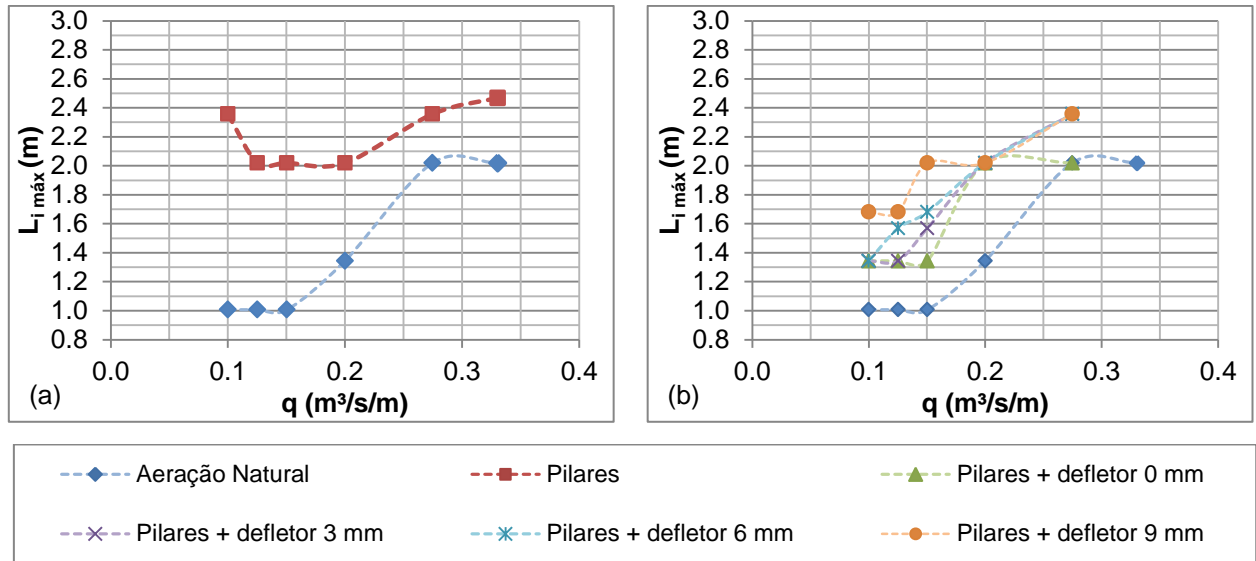 3.0
2.8
2.6
2.4
2.2
2.0
1.8
1.6
1.4
1.2
1.0
0.8
L i máx (m)
0.0 0.1 0.2 0.3 0.4
(a)
q (m³/s/m)
3.0
2.8
2.6
2.4
2.2
2.0
1.8
1.6
1.4
1.2
1.0
0.8
L i máx (m)
0.0 0.1 0.2 0.3 0.4
(b)
q (m³/s/m)
Aeração Natural Pilares Pilares + defletor 0 mm
Pilares + defletor 3 mm Pilares + defletor 6 mm Pilares + defletor 9 mm